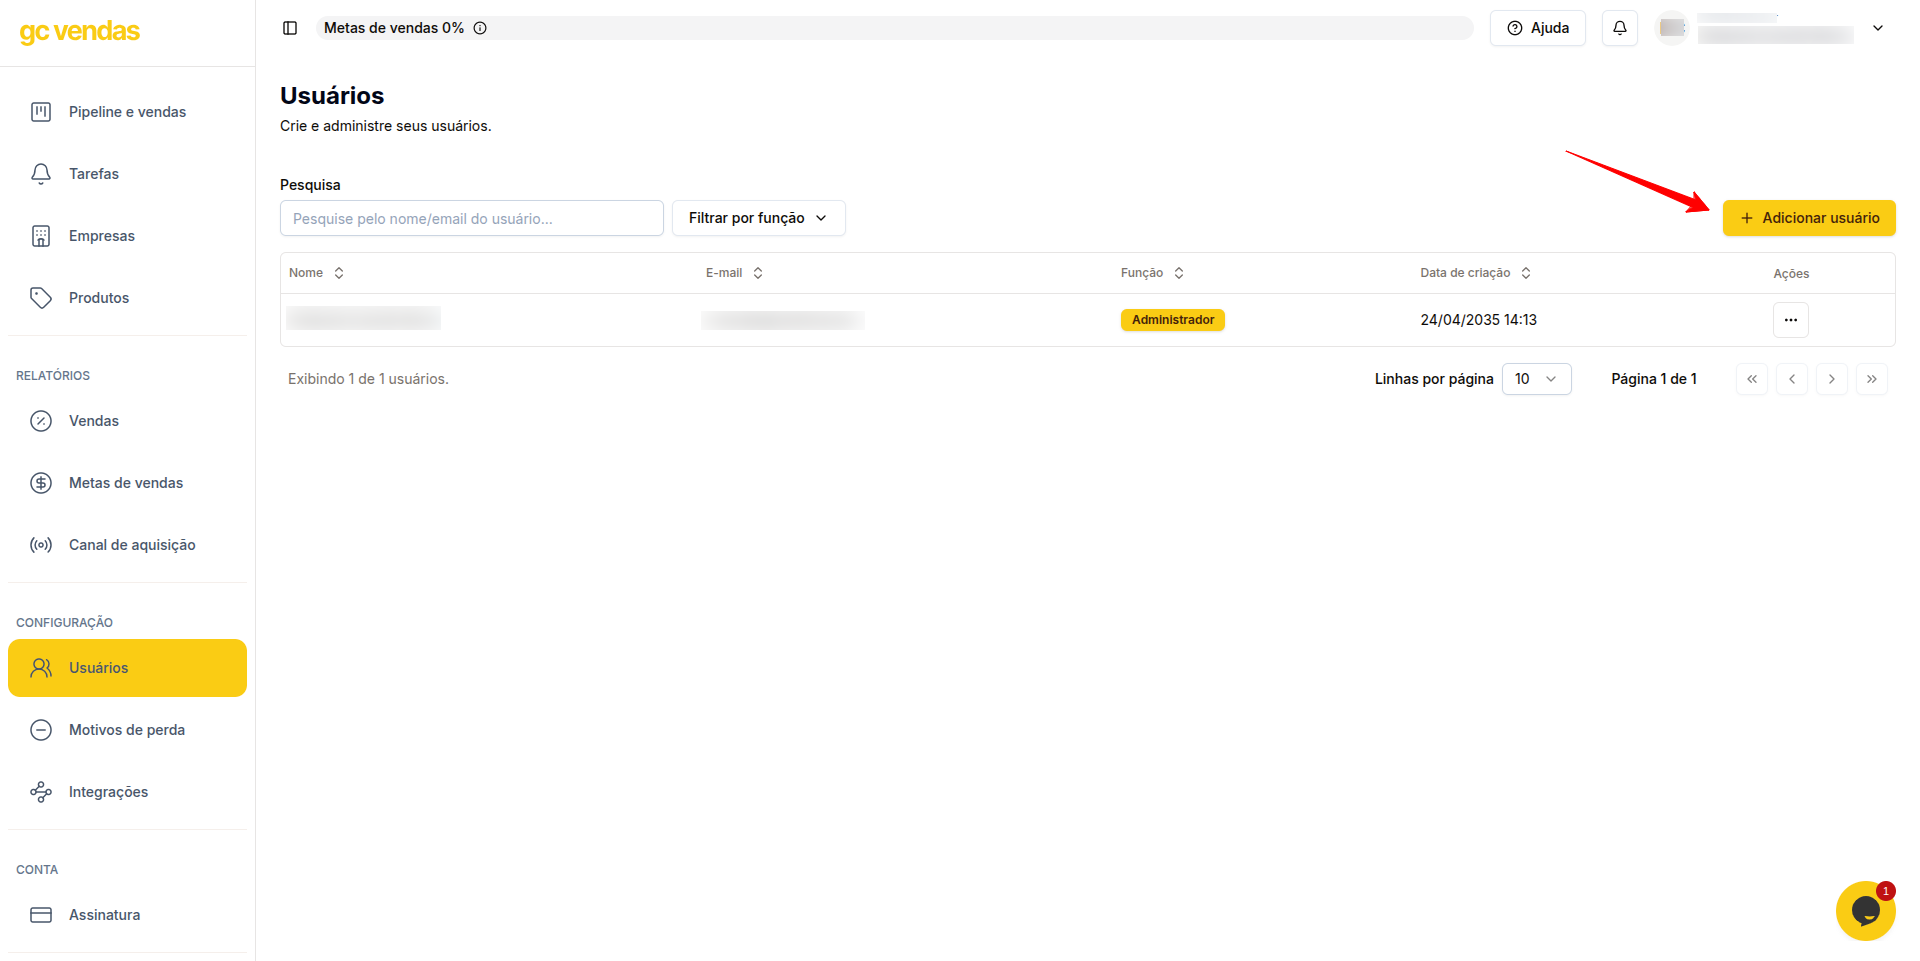 gc vendas
Metas de vendas 0%
Ajuda
Pipeline e vendas
Tarefas
Empresas
Produtos
RELATÓRIOS
Vendas
Metas de vendas
Canal de aquisição
CONFIGURAÇÃO
Usuários
Motivos de perda
Integrações
CONTA
Assinatura
Usuários
Crie e administre seus usuários.
Pesquisa
Pesquise pelo nome/email do usuário...
Filtrar por função
+ Adicionar usuário
Nome E-mail Função Data de criação Ações
Administrador 24/04/2035 14:13
Exibindo 1 de 1 usuários.
Linhas por página 10 Página 1 de 1
1